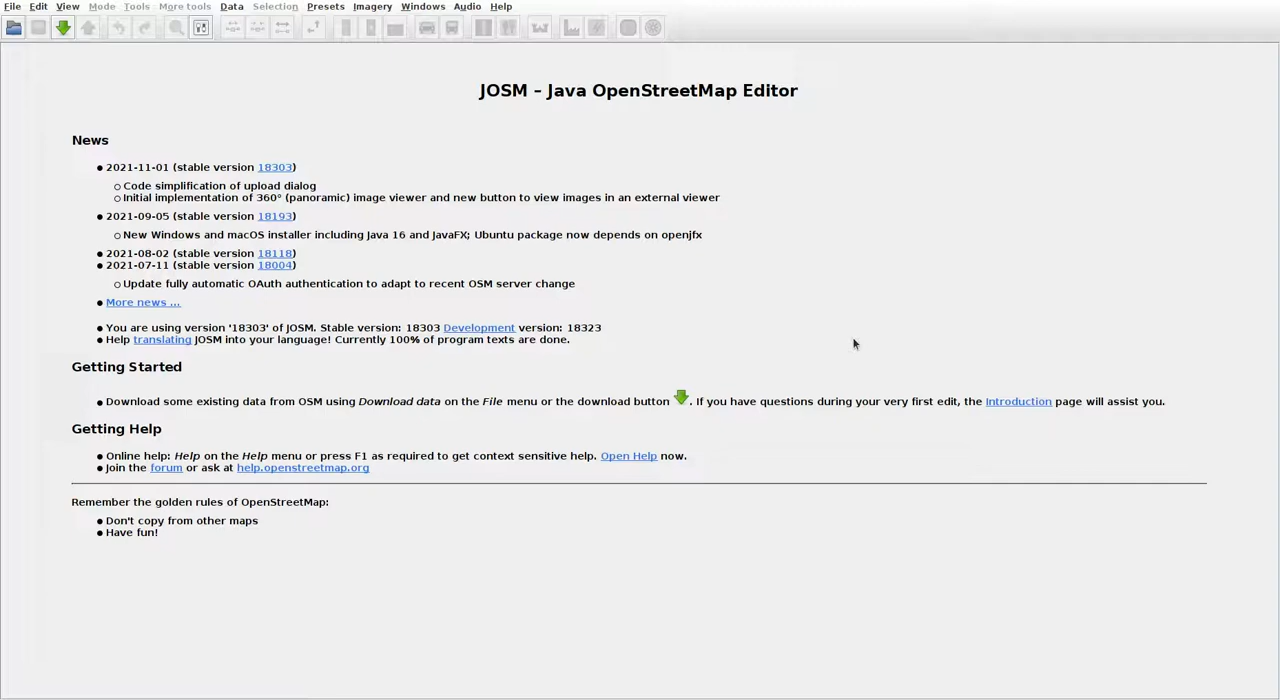 File Edit View Mode Tools More tools Data Selection Presets Imagery Windows Audio Help
JOSM – Java OpenStreetMap Editor
News
2021-11-01 (stable version 18303)
Code simplification of upload dialog
Initial implementation of 360° (panoramic) image viewer and new button to view images in an external viewer
2021-09-05 (stable version 18193)
New Windows and macOS installer including Java 16 and JavaFX; Ubuntu package now depends on openjfx
2021-08-02 (stable version 18118)
2021-07-11 (stable version 18004)
Update fully automatic OAuth authentication to adapt to recent OSM server change
More news ...
You are using version '18303' of JOSM. Stable version: 18303 Development version: 18323
Help translating JOSM into your language! Currently 100% of program texts are done.
Getting Started
Download some existing data from OSM using Download data on the File menu or the download button . If you have questions during your very first edit, the Introduction page will assist you.
Getting Help
Online help: Help on the Help menu or press F1 as required to get context sensitive help. Open Help now.
Join the forum or ask at help.openstreetmap.org
Remember the golden rules of OpenStreetMap:
Don't copy from other maps
Have fun!